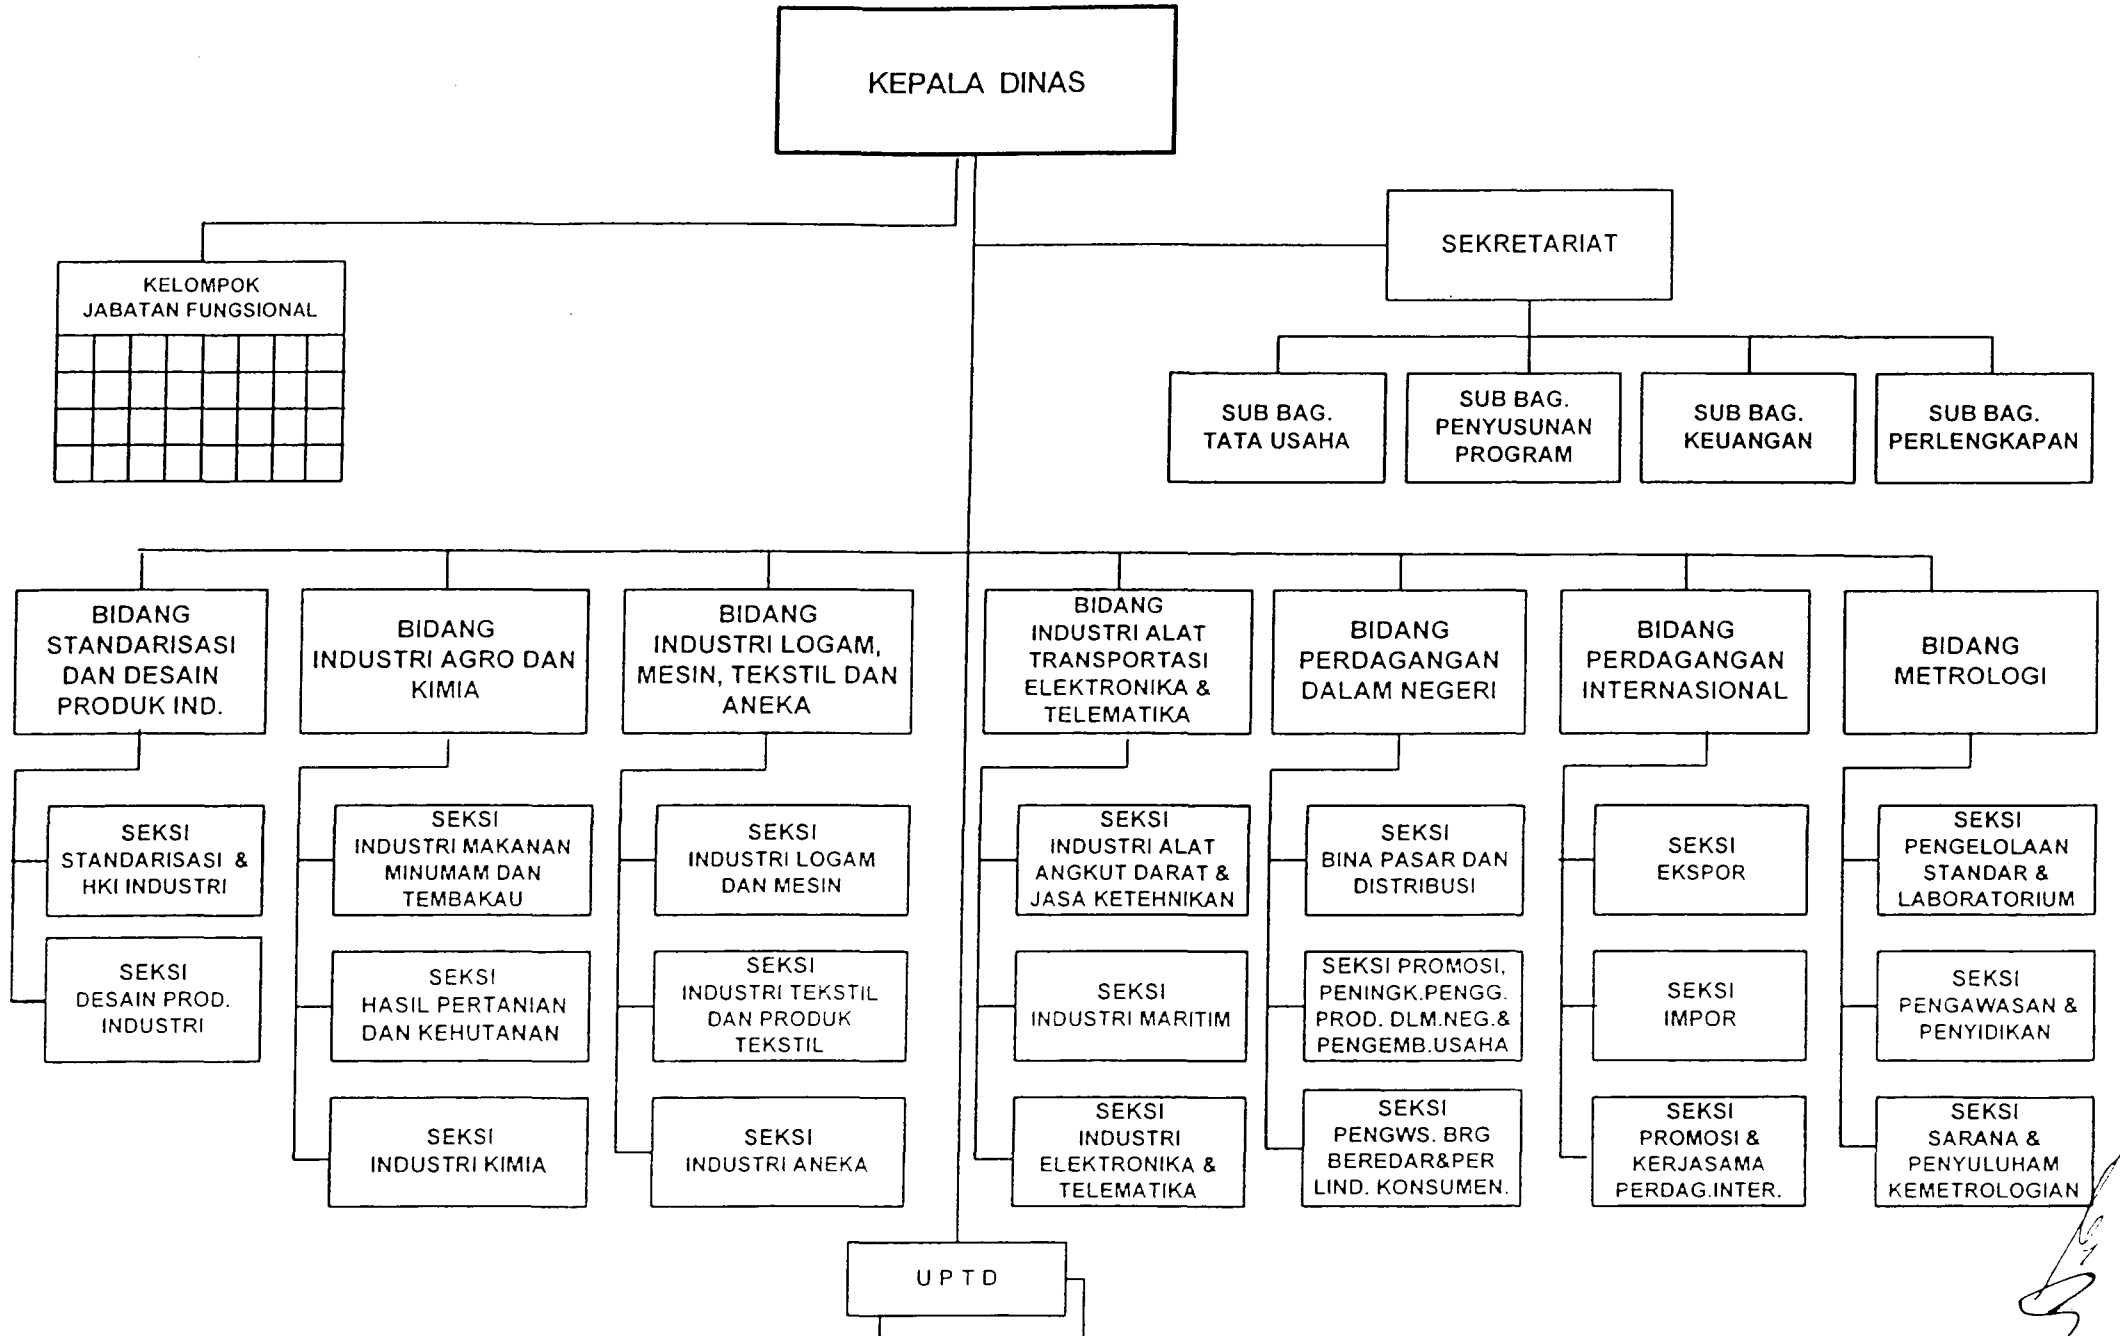 KEPALA DINAS
SEKRETARIAT
KELOMPOK
JABATAN FUNGSIONAL
SUB BAG.
TATA USAHA
SUB BAG.
PENYUSUNAN
PROGRAM
SUB BAG.
KEUANGAN
SUB BAG.
PERLENGKAPAN
BIDANG
STANDARISASI
DAN DESAIN
PRODUK IND.
BIDANG
INDUSTRI AGRO DAN
KIMIA
BIDANG
INDUSTRI LOGAM,
MESIN, TEKSTIL DAN
ANEKA
BIDANG
INDUSTRI ALAT
TRANSPORTASI
ELEKTRONIKA &
TELEMATIKA
BIDANG
PERDAGANGAN
DALAM NEGERI
BIDANG
PERDAGANGAN
INTERNASIONAL
BIDANG
METROLOGI
SEKSI
STANDARISASI &
HKI INDUSTRI
SEKSI
INDUSTRI MAKANAN
MINUMAM DAN
TEMBAKAU
SEKSI
INDUSTRI LOGAM
DAN MESIN
SEKSI
INDUSTRI ALAT
ANGKUT DARAT &
JASA KETEHNIKAN
SEKSI
BINA PASAR DAN
DISTRIBUSI
SEKSI
EKSPOR
SEKSI
PENGELOLAAN
STANDAR &
LABORATORIUM
SEKSI
DESAIN PROD.
INDUSTRI
SEKSI
HASIL PERTANIAN
DAN KEHUTANAN
SEKSI
INDUSTRI TEKSTIL
DAN PRODUK
TEKSTIL
SEKSI
INDUSTRI MARITIM
SEKSI PROMOSI,
PENINGK.PENGG.
PROD. DLM.NEG.&
PENGEMB.USAHA
SEKSI
IMPOR
SEKSI
PENGAWASAN &
PENYIDIKAN
SEKSI
INDUSTRI KIMIA
SEKSI
INDUSTRI ANEKA
SEKSI
INDUSTRI
ELEKTRONIKA &
TELEMATIKA
SEKSI
PENGWS. BRG
BEREDAR&PER
LIND. KONSUMEN.
SEKSI
PROMOSI &
KERJASAMA
PERDAG.INTER.
SEKSI
SARANA &
PENYULUHAM
KEMETROLOGIAN
U P T D